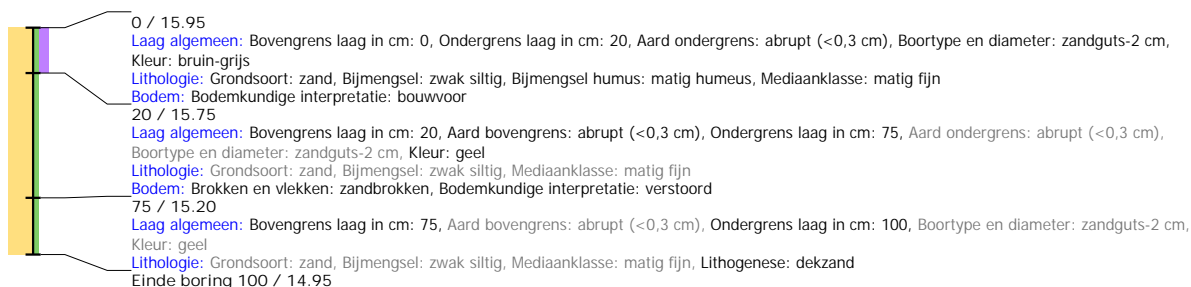 0 / 15.95
Laag algemeen: Bovengrens laag in cm: 0, Ondergrens laag in cm: 20, Aard ondergrens: abrupt (<0,3 cm), Boortype en diameter: zandguts-2 cm,
Kleur: bruin-grijs
Lithologie: Grondsoort: zand, Bijmengsel: zwak siltig, Bijmengsel humus: matig humeus, Mediaanklasse: matig fijn
Bodem: Bodemkundige interpretatie: bouwvoor
20 / 15.75
Laag algemeen: Bovengrens laag in cm: 20, Aard bovengrens: abrupt (<0,3 cm), Ondergrens laag in cm: 75, Aard ondergrens: abrupt (<0,3 cm),
Boortype en diameter: zandguts-2 cm, Kleur: geel
Lithologie: Grondsoort: zand, Bijmengsel: zwak siltig, Mediaanklasse: matig fijn
Bodem: Brokken en vlekken: zandbrokken, Bodemkundige interpretatie: verstoord
75 / 15.20
Laag algemeen: Bovengrens laag in cm: 75, Aard bovengrens: abrupt (<0,3 cm), Ondergrens laag in cm: 100, Boortype en diameter: zandguts-2 cm,
Kleur: geel
Lithologie: Grondsoort: zand, Bijmengsel: zwak siltig, Mediaanklasse: matig fijn, Lithogenese: dekzand
Einde boring 100 / 14.95